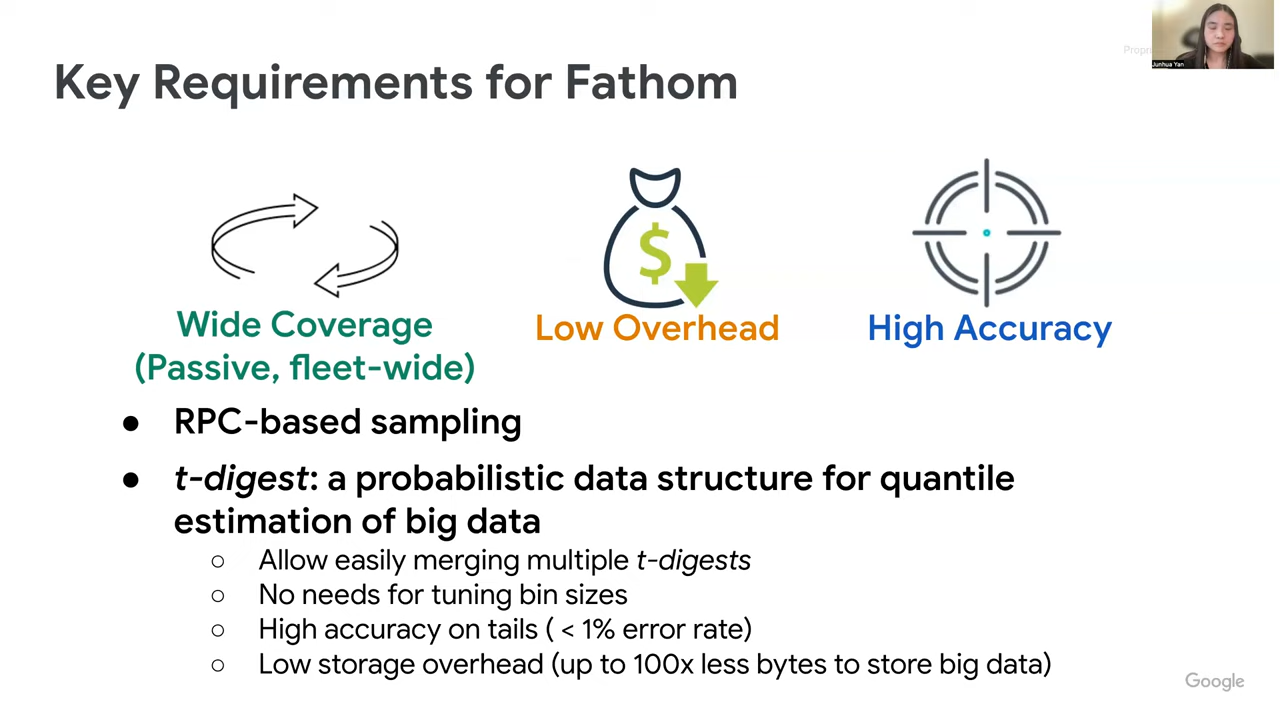 Key Requirements for Fathom
Junhua Yan
Wide Coverage
(Passive, fleet-wide)
Low Overhead
High Accuracy
$
● RPC-based sampling
● t-digest: a probabilistic data structure for quantile
estimation of big data
○ Allow easily merging multiple t-digests
○ No needs for tuning bin sizes
○ High accuracy on tails ( < 1% error rate)
○ Low storage overhead (up to 100x less bytes to store big data)
Google